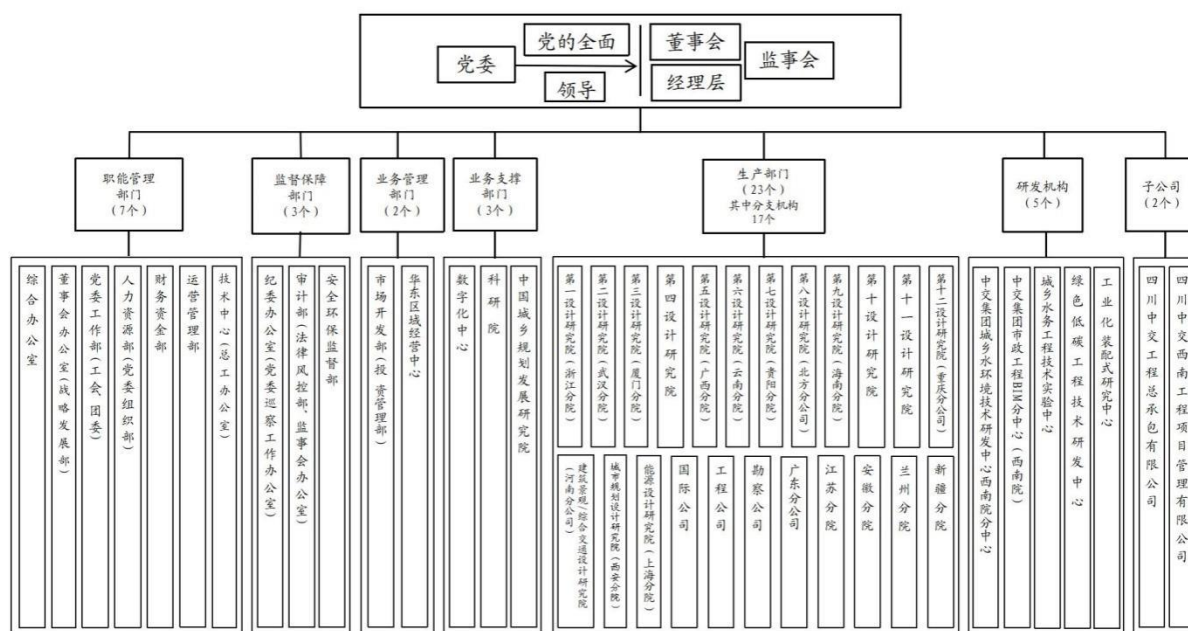 党委
党的全面
领导
董事会
经理层
监事会
职能管理
部门
(7个)
监督保障
部门
(3个)
业务管理
部门
(2个)
业务支撑
部门
(3个)
生产部门
(23个)
其中分支机构
17个
研发机构
(5个)
子公司
(2个)
综合办公室
董事会办公室(战略发展部)
党委工作部(工会、团委)
人力资源部(党委组织部)
财务资金部
运营管理部
技术中心(总工办公室)
纪委办公室(党委巡察工作办公室)
审计部(法律风控部、监事会办公室)
安全环保监督部
市场开发部(投资管理部)
华东区域经营中心
数字化中心
科研院
中国城乡规划发展研究院
第一设计研究院(浙江分院)
第二设计研究院(武汉分院)
第三设计研究院(厦门分院)
第四设计研究院
第五设计研究院(广西分院)
第六设计研究院(云南分院)
第七设计研究院(贵阳分院)
第八设计研究院(北方分公司)
第九设计研究院(海南分院)
第十设计研究院
第十一设计研究院
第十二设计研究院(重庆分公司)
建筑景观/综合交通设计研究院
(河南分公司)
城市规划设计研究院(西安分院)
能源设计研究院(上海分院)
国际公司
工程公司
勘察公司
广东分公司
江苏分院
安徽分院
兰州分院
新疆分院
中交集团城乡水环境技术研发中心西南院分中心
中交集团市政工程BIM分中心(西南院)
城乡水务工程技术实验中心
绿色低碳工程技术研发中心
工业化装配式研究中心
四川中交工程总承包有限公司
四川中交西南工程项目管理有限公司